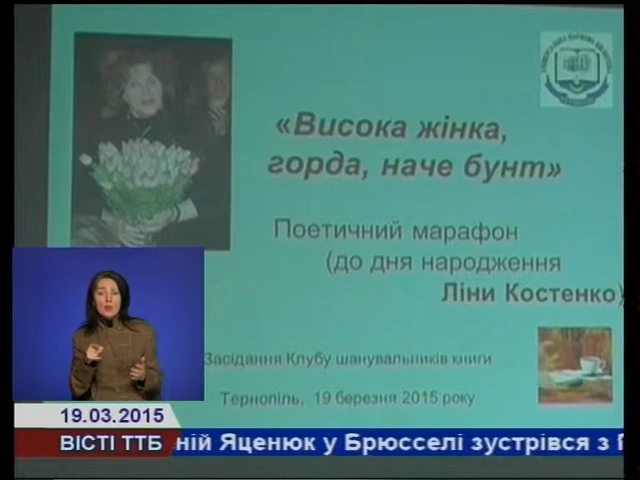 «Висока жінка,
горда, наче бунт»
Поетичний марафон
(до дня народження
Ліни Костенко)
Засідання Клубу шанувальників книги
Тернопіль, 19 березня 2015 року
19.03.2015
ВІСТІ ТТБ
ній Яценюк у Брюсселі зустрівся з